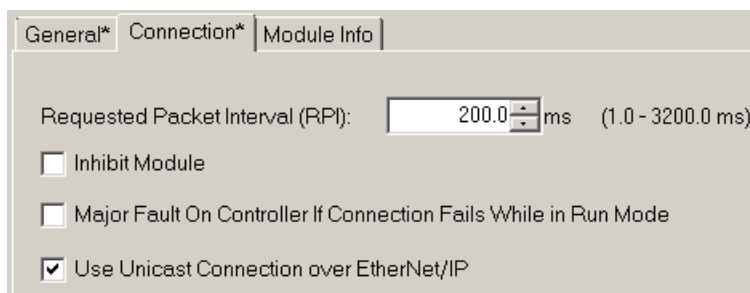 General* Connection* Module Info
Requested Packet Interval (RPI): 200.0 ms (1.0 - 3200.0 ms)
Inhibit Module
Major Fault On Controller If Connection Fails While in Run Mode
Use Unicast Connection over EtherNet/IP